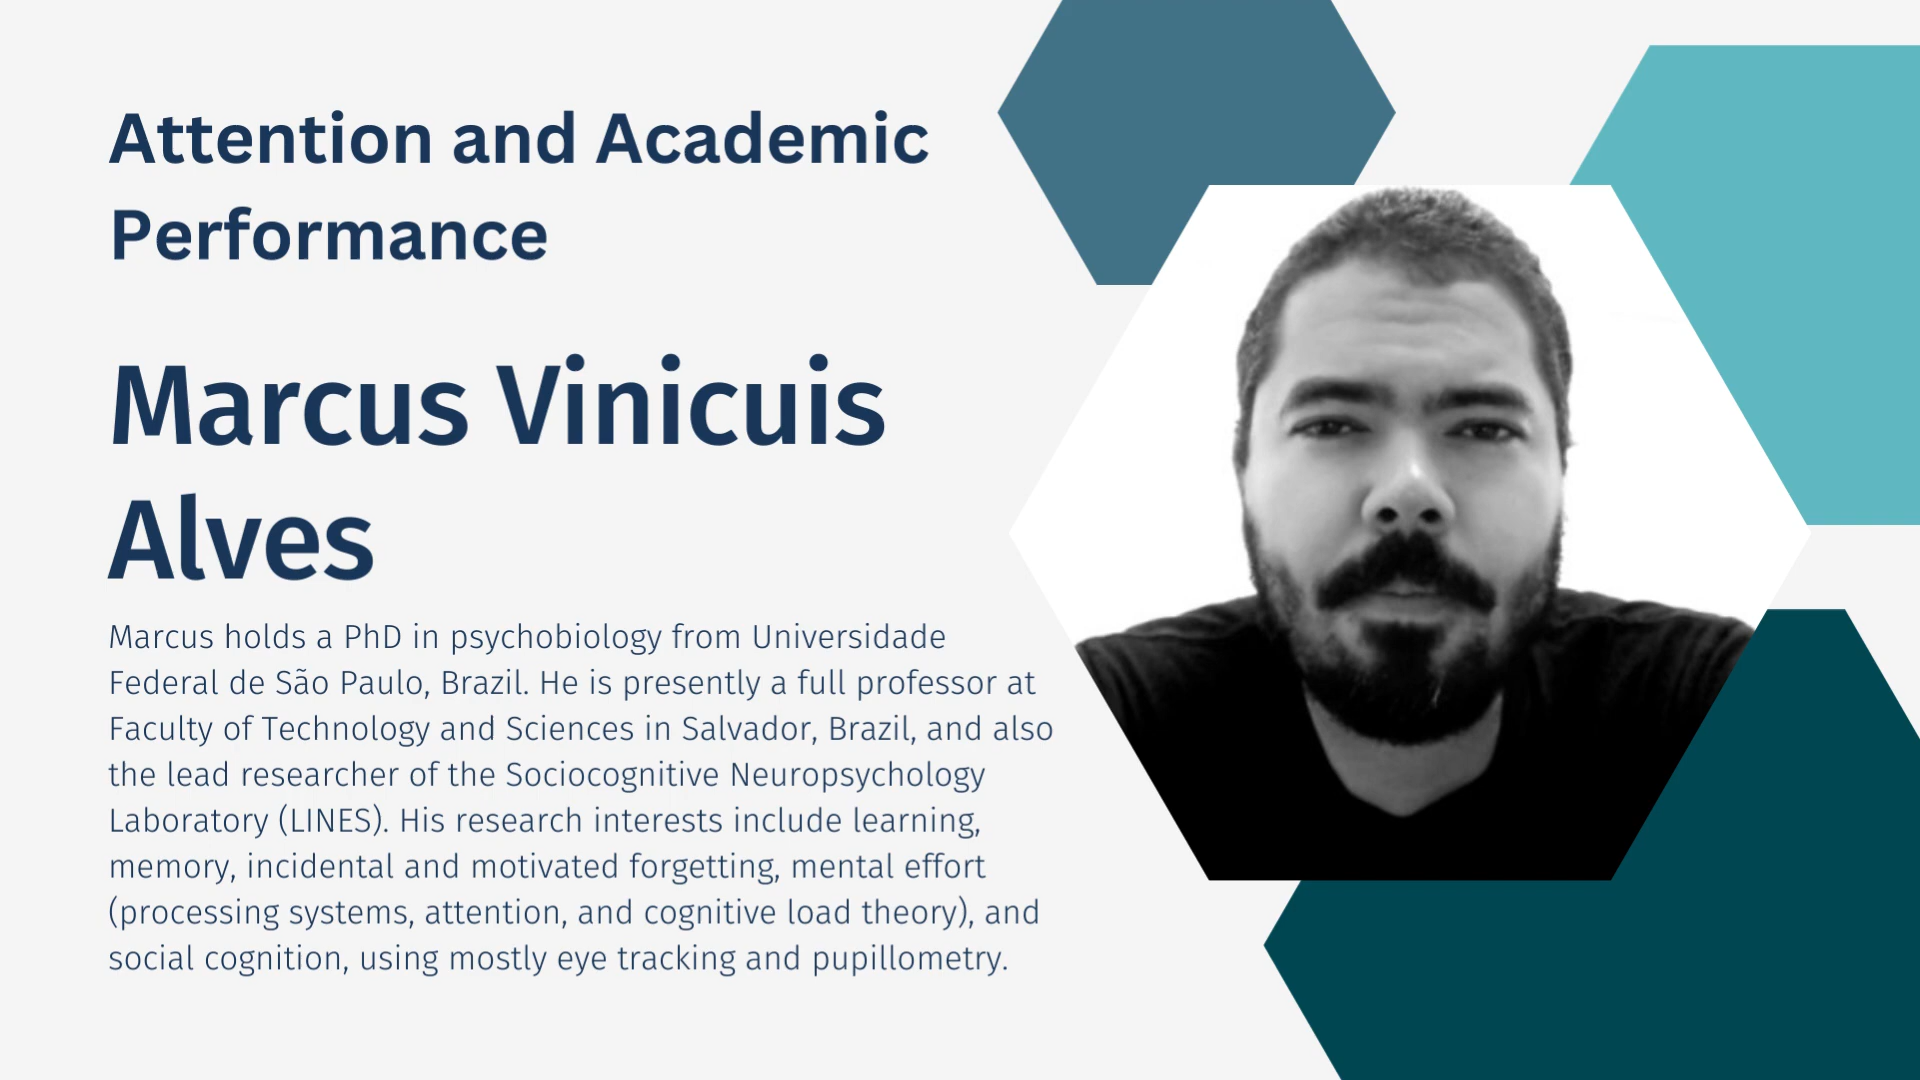 Attention and Academic
Performance
Marcus Vinicuis
Alves
Marcus holds a PhD in psychobiology from Universidade
Federal de São Paulo, Brazil. He is presently a full professor at
Faculty of Technology and Sciences in Salvador, Brazil, and also
the lead researcher of the Sociocognitive Neuropsychology
Laboratory (LINES). His research interests include learning,
memory, incidental and motivated forgetting, mental effort
(processing systems, attention, and cognitive load theory), and
social cognition, using mostly eye tracking and pupillometry.